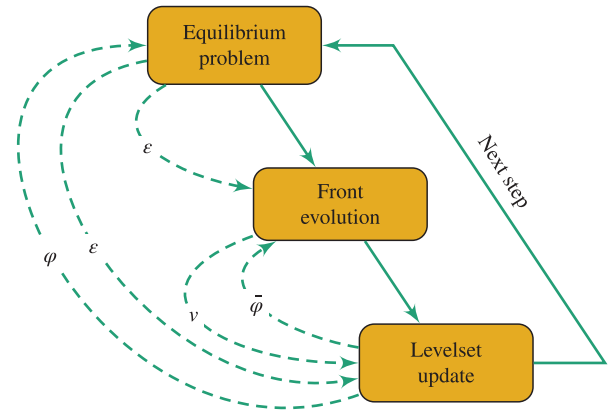 Equilibrium
problem
ε
Next step
Front
evolution
φ
ε
v
φ̄
Levelset
update